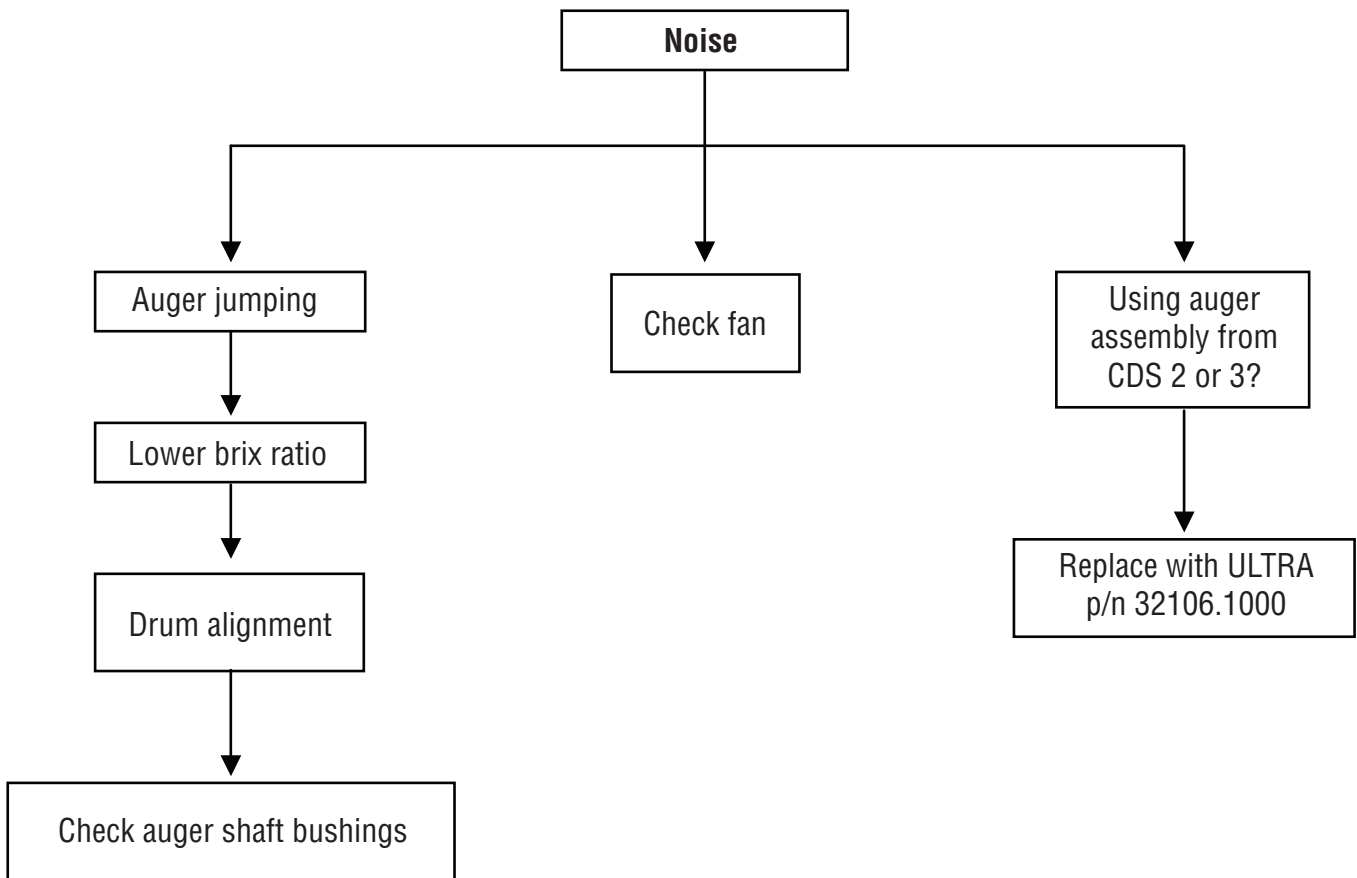 Noise
Auger jumping
Lower brix ratio
Drum alignment
Check auger shaft bushings
Check fan
Using auger
assembly from
CDS 2 or 3?
Replace with ULTRA
p/n 32106.1000